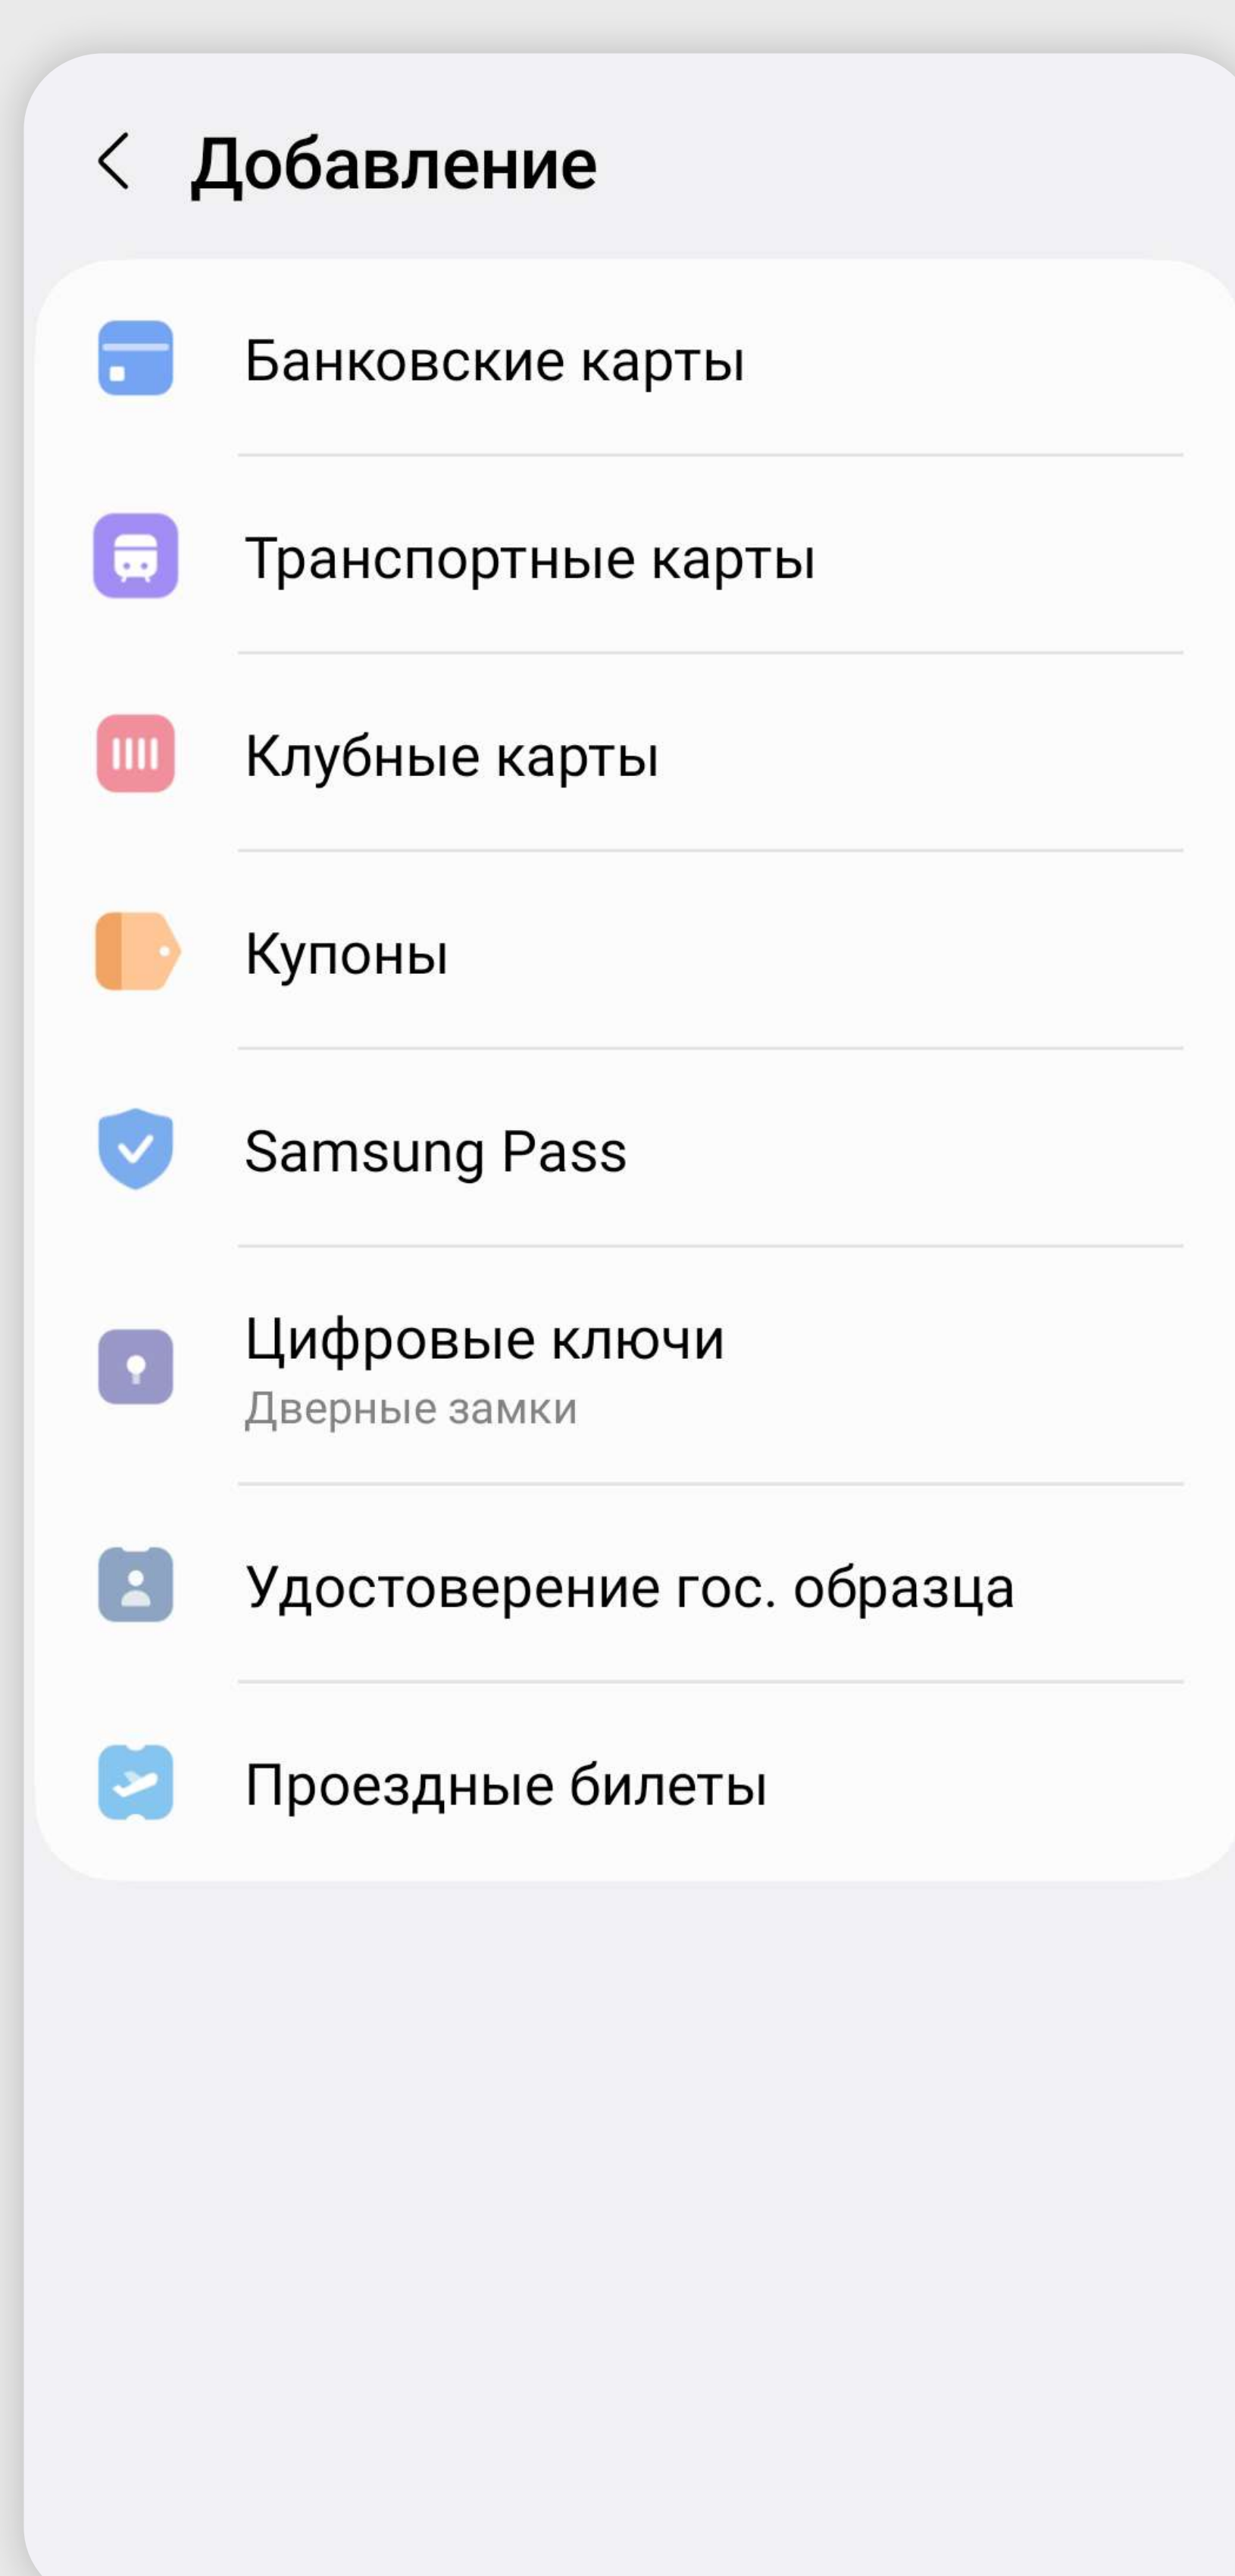 Добавление
Банковские карты
Транспортные карты
Клубные карты
Купоны
Samsung Pass
Цифровые ключи
Дверные замки
Удостоверение гос. образца
Проездные билеты